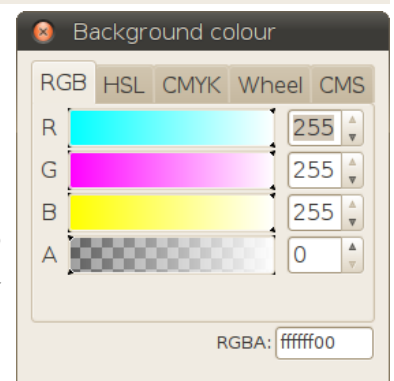 Background colour
RGB HSL CMYK Wheel CMS
R 255
G 255
B 255
A 0
RGBA: ffffff00